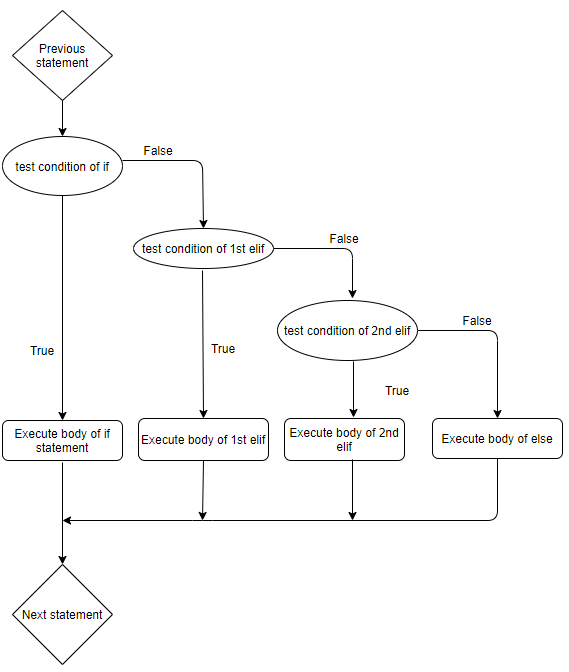 Previous
statement
False
test condition of if
False
test condition of 1st elif
False
test condition of 2nd elif
True
True
True
Execute body of if
statement
Execute body of 1st elif
Execute body of 2nd
elif
Execute body of else
Next statement